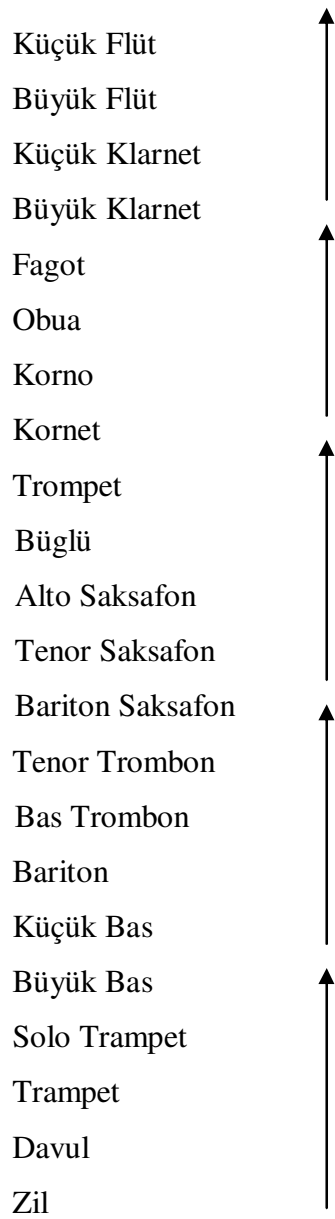 Küçük Flüt
Büyük Flüt
Küçük Klarnet
Büyük Klarnet
Fagot
Obua
Korno
Kornet
Trompet
Büglü
Alto Saksafon
Tenor Saksafon
Bariton Saksafon
Tenor Trombon
Bas Trombon
Bariton
Küçük Bas
Büyük Bas
Solo Trampet
Trampet
Davul
Zil